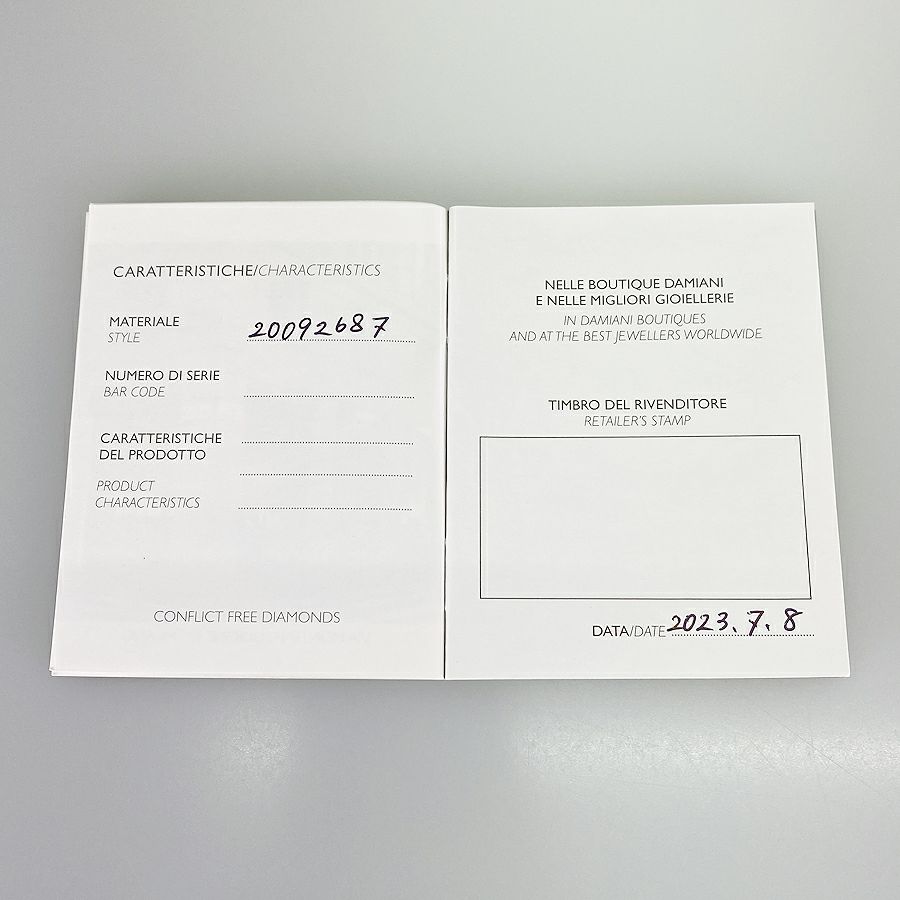 CARATTERISTICHE/CHARACTERISTICS
MATERIALE
STYLE
20092687
NUMERO DI SERIE
BAR CODE
CARATTERISTICHE
DEL PRODOTTO
PRODUCT
CHARACTERISTICS
CONFLICT FREE DIAMONDS
NELLE BOUTIQUE DAMIANI
E NELLE MIGLIORI GIOIELLERIE
IN DAMIANI BOUTIQUES
AND AT THE BEST JEWELLERS WORLDWIDE
TIMBRO DEL RIVENDITORE
RETAILER'S STAMP
DATA/DATE 2023.7.8